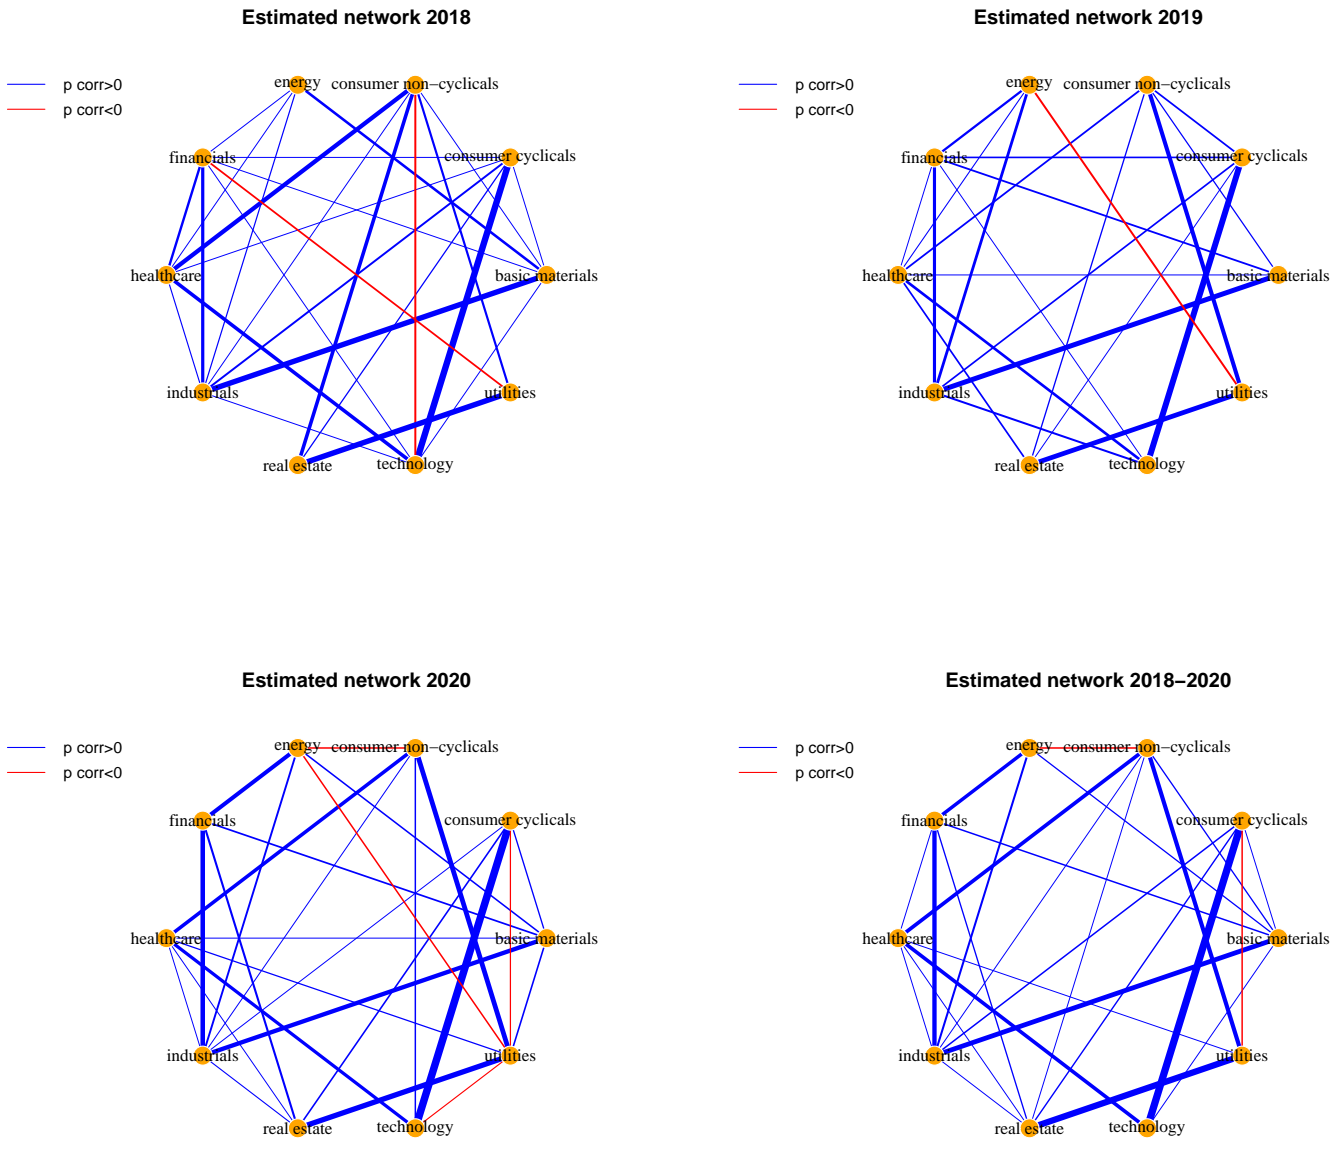 Estimated network 2018
p corr>0
p corr<0
energy
consumer non−cyclicals
financials
consumer cyclicals
healthcare
basic materials
industrials
utilities
real estate
technology
Estimated network 2019
p corr>0
p corr<0
energy
consumer non−cyclicals
financials
consumer cyclicals
healthcare
basic materials
industrials
utilities
real estate
technology
Estimated network 2020
p corr>0
p corr<0
energy
consumer non−cyclicals
financials
consumer cyclicals
healthcare
basic materials
industrials
utilities
real estate
technology
Estimated network 2018−2020
p corr>0
p corr<0
energy
consumer non−cyclicals
financials
consumer cyclicals
healthcare
basic materials
industrials
utilities
real estate
technology